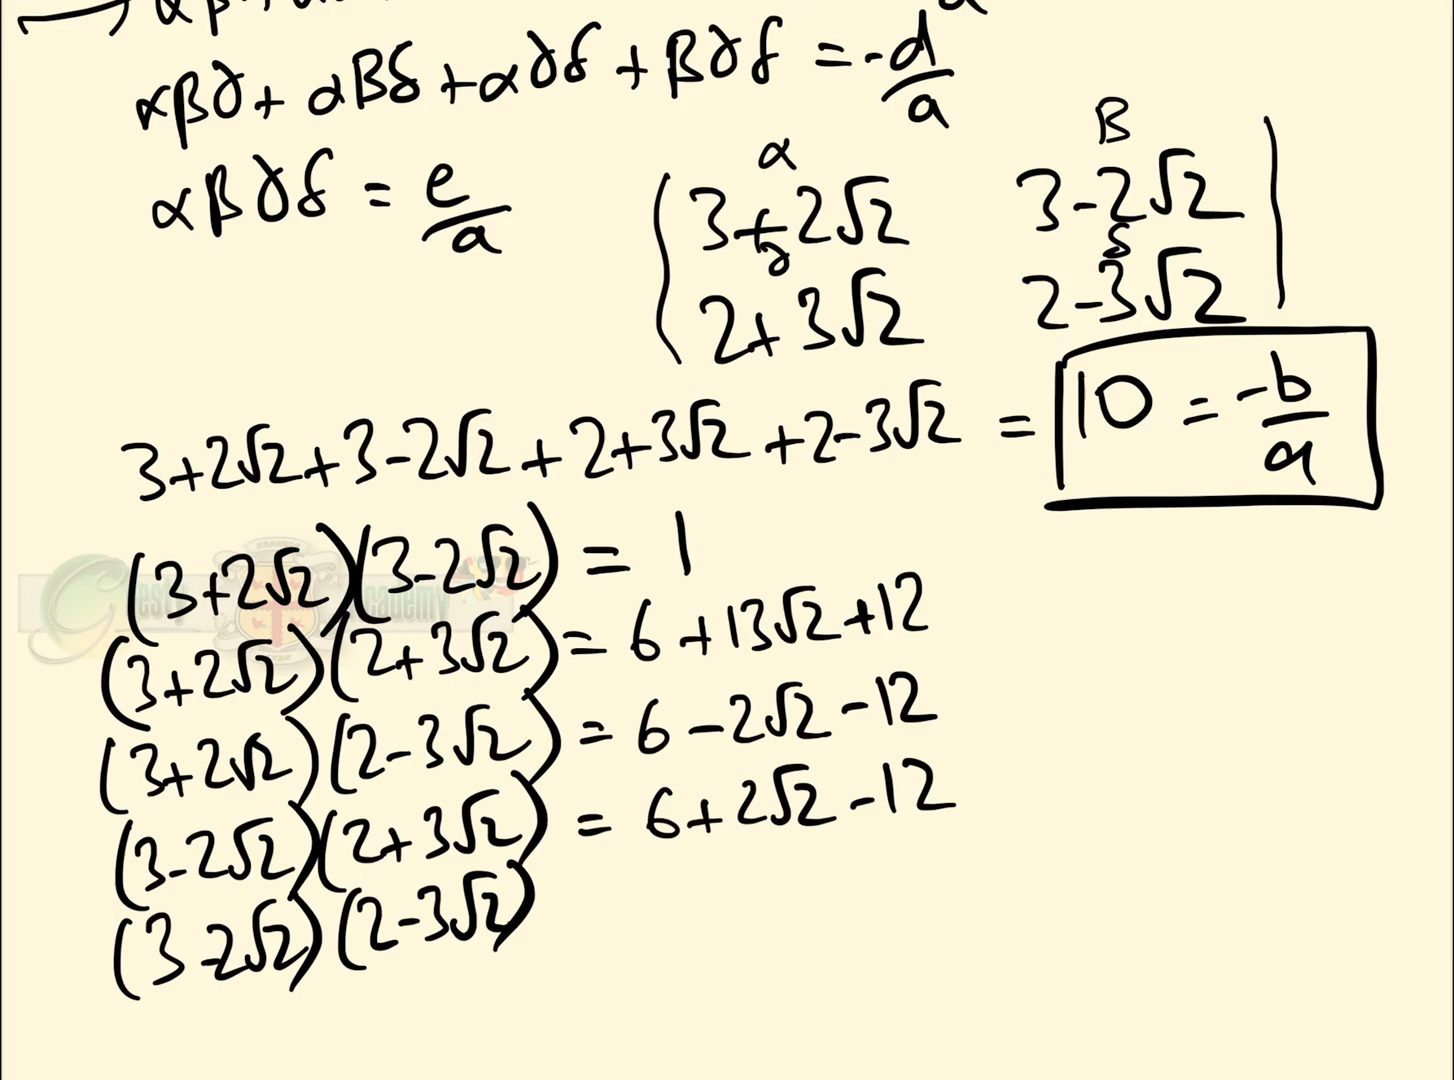 αβγ + αβδ + αγδ + βγδ = -d/a
αβγδ = e/a
α β
3+2√2 3-2√2
γ δ
2+3√2 2-3√2
3+2√2+3-2√2+2+3√2+2-3√2 = 10 = -b/a
(3+2√2)(3-2√2) = 1
(3+2√2)(2+3√2) = 6+13√2+12
(3+2√2)(2-3√2) = 6-2√2-12
(3-2√2)(2+3√2) = 6+2√2-12
(3-2√2)(2-3√2)